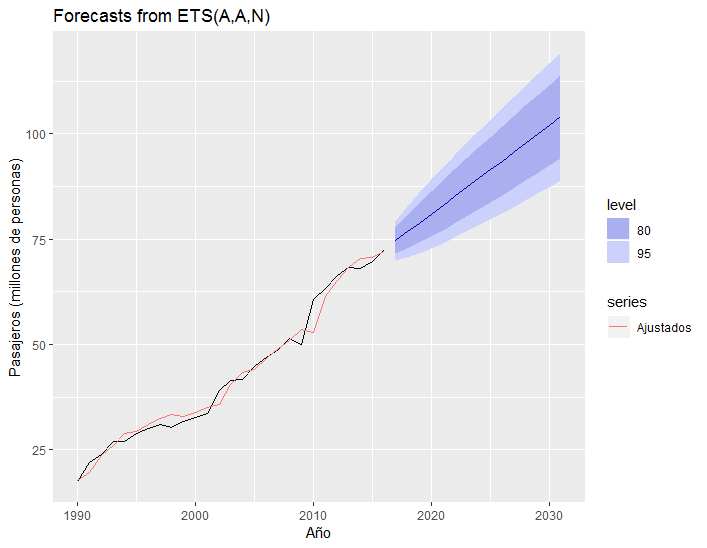 Forecasts from ETS(A,A,N)
Pasajeros (millones de personas)
100
75
50
25
1990
2000
2010
2020
2030
Año
level
80
95
series
Ajustados